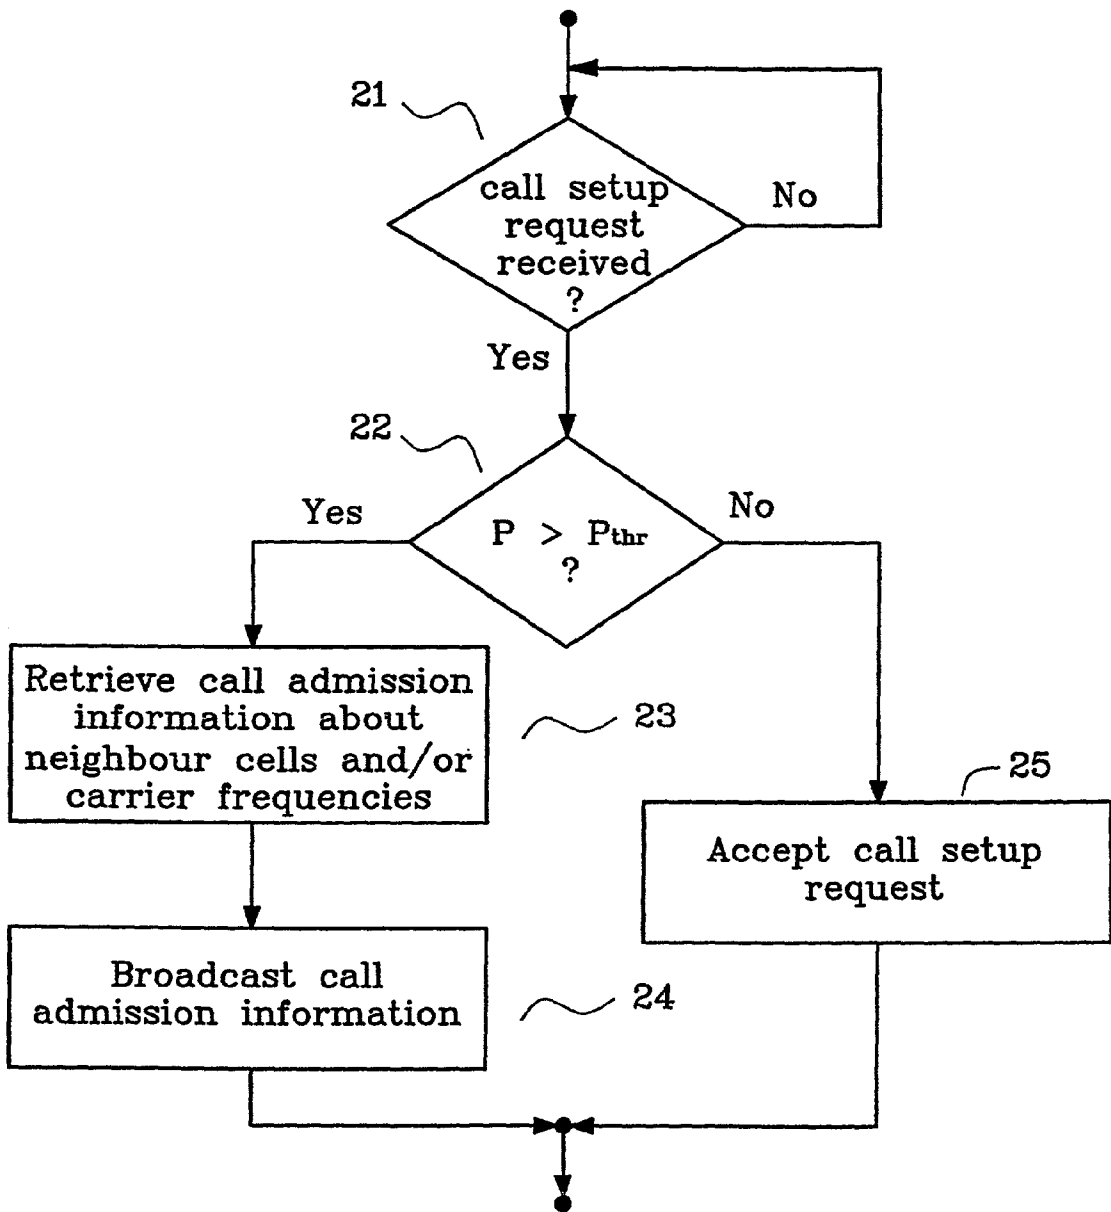 21
call setup
request
received
?
No
Yes
22
P > Pthr
?
Yes
No
Retrieve call admission
information about
neighbour cells and/or
carrier frequencies
23
25
Accept call setup
request
Broadcast call
admission information
24